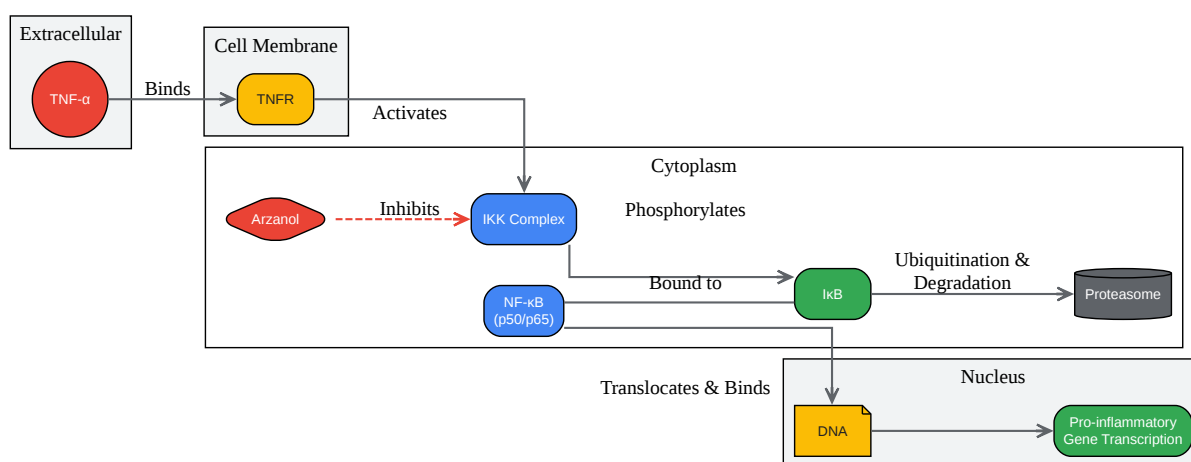 Extracellular
Cell Membrane
TNF-α
Binds
TNFR
Activates
Cytoplasm
Arzanol
Inhibits
IKK Complex
Phosphorylates
Bound to
NF-κB
(p50/p65)
IκB
Ubiquitination &
Degradation
Proteasome
Translocates & Binds
Nucleus
DNA
Pro-inflammatory
Gene Transcription